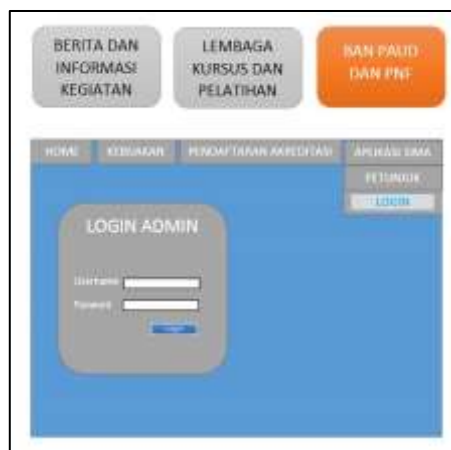 BERITA DAN
INFORMASI
KEGIATAN
LEMBAGA
KURSUS DAN
PELATIHAN
BAN PAUD
DAN PNF
HOME KEBIJAKAN PENDAFTARAN AKREDITASI APLIKASI SIMA
PETUNJUK
LOGIN
LOGIN ADMIN
Username
Password
Login